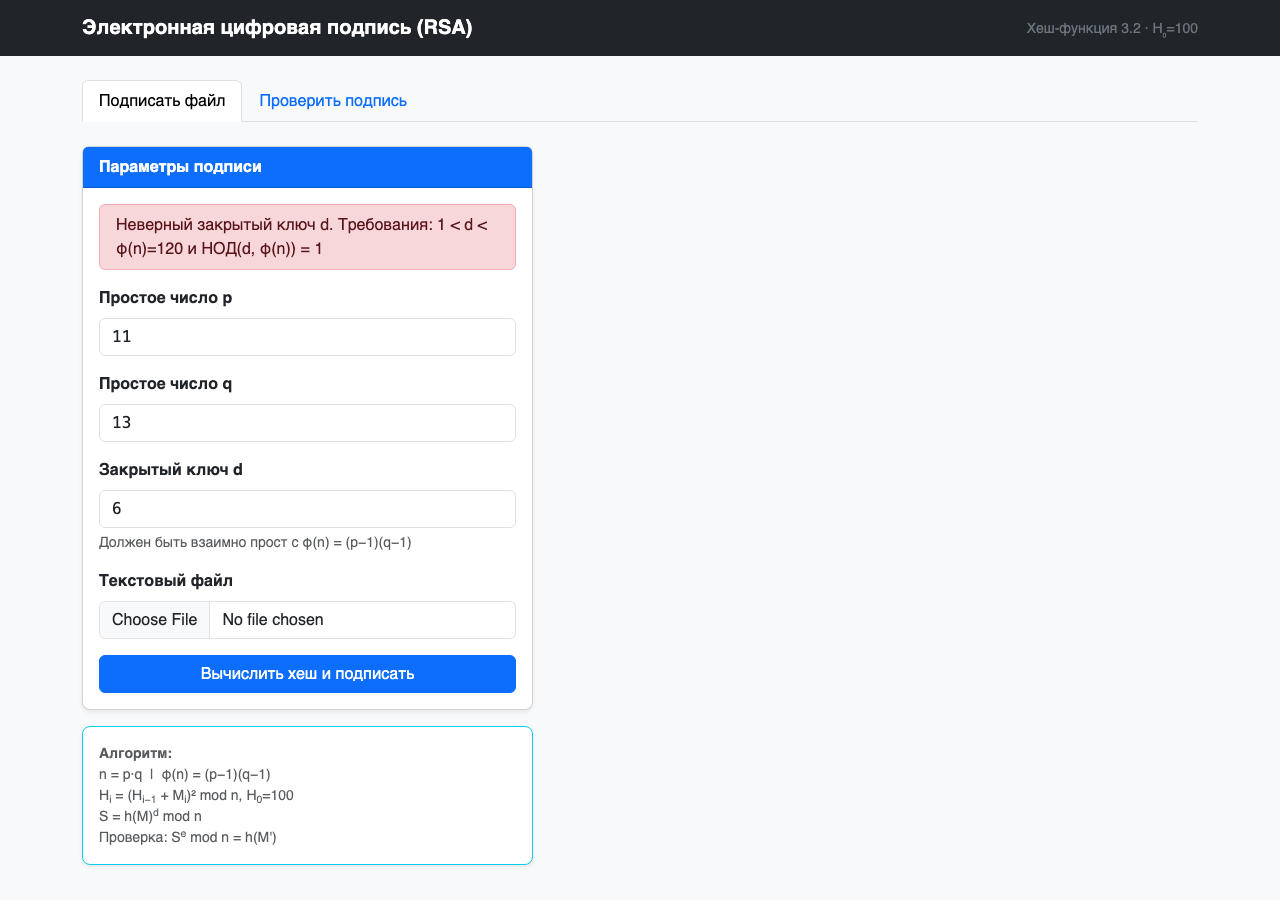 Электронная цифровая подпись (RSA)
Хеш-функция 3.2 · H₀=100
Подписать файл
Проверить подпись
Параметры подписи
Неверный закрытый ключ d. Требования: 1 < d <
φ(n)=120 и НОД(d, φ(n)) = 1
Простое число p
11
Простое число q
13
Закрытый ключ d
6
Должен быть взаимно прост с φ(n) = (p−1)(q−1)
Текстовый файл
Choose File No file chosen
Вычислить хеш и подписать
Алгоритм:
n = p·q | φ(n) = (p−1)(q−1)
Hᵢ = (Hᵢ₋₁ + Mᵢ)² mod n, H₀=100
S = h(M)ᵈ mod n
Проверка: Sᵉ mod n = h(M')